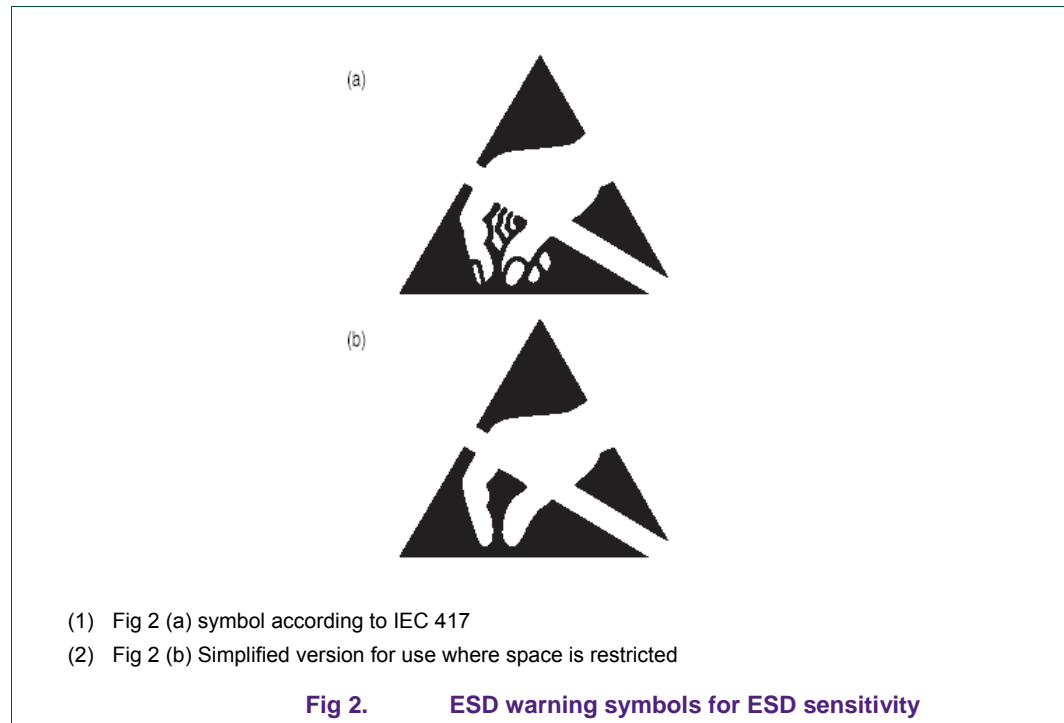 (a)
(b)
(1) Fig 2 (a) symbol according to IEC 417
(2) Fig 2 (b) Simplified version for use where space is restricted
Fig 2. ESD warning symbols for ESD sensitivity